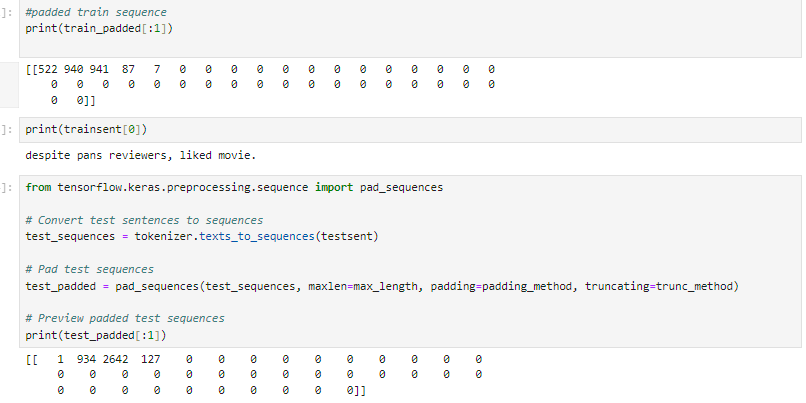 ]: #padded train sequence
print(train_padded[:1])
[[522 940 941 87 7 0 0 0 0 0 0 0 0 0 0 0 0 0
0 0 0 0 0 0 0 0 0 0 0 0 0 0 0 0 0 0
0 0]]
]: print(trainsent[0])
despite pans reviewers, liked movie.
]: from tensorflow.keras.preprocessing.sequence import pad_sequences
# Convert test sentences to sequences
test_sequences = tokenizer.texts_to_sequences(testsent)
# Pad test sequences
test_padded = pad_sequences(test_sequences, maxlen=max_length, padding=padding_method, truncating=trunc_method)
# Preview padded test sequences
print(test_padded[:1])
[[ 1 934 2642 127 0 0 0 0 0 0 0 0 0 0
0 0 0 0 0 0 0 0 0 0 0 0 0 0
0 0 0 0 0 0 0 0 0 0]]